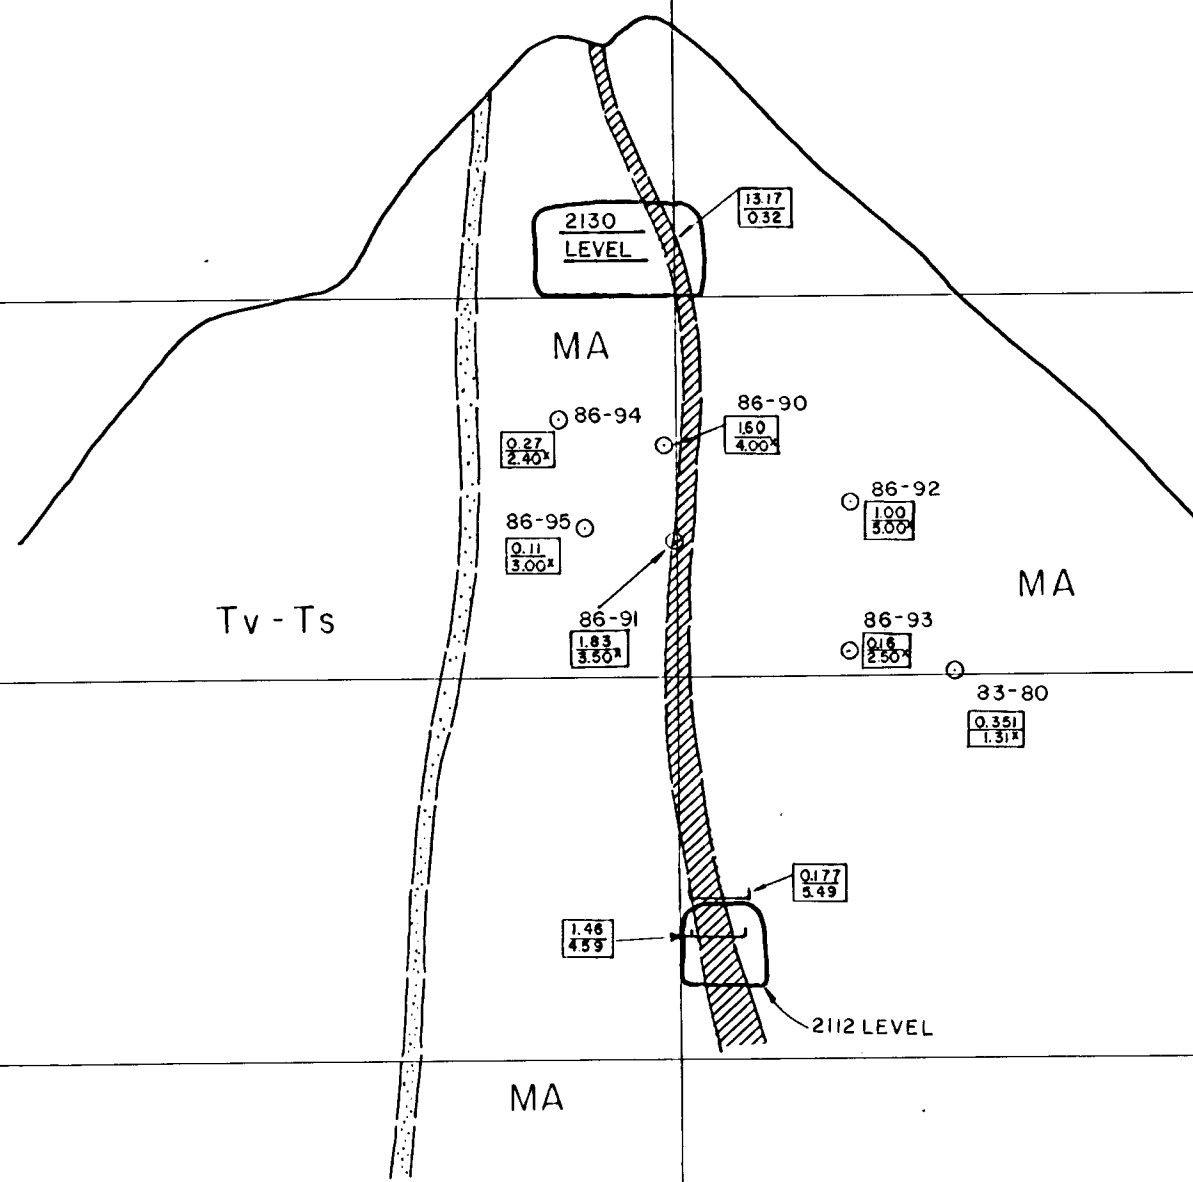 13.17
0.32
2130
LEVEL
MA
86-94
0.27
2.40x
86-90
1.60
4.00x
86-92
1.00
5.00x
86-95
0.11
3.00x
MA
Tv - Ts
86-91
1.83
3.50x
86-93
0.16
2.50x
83-80
0.351
1.31x
0.177
5.49
1.46
4.59
2112 LEVEL
MA